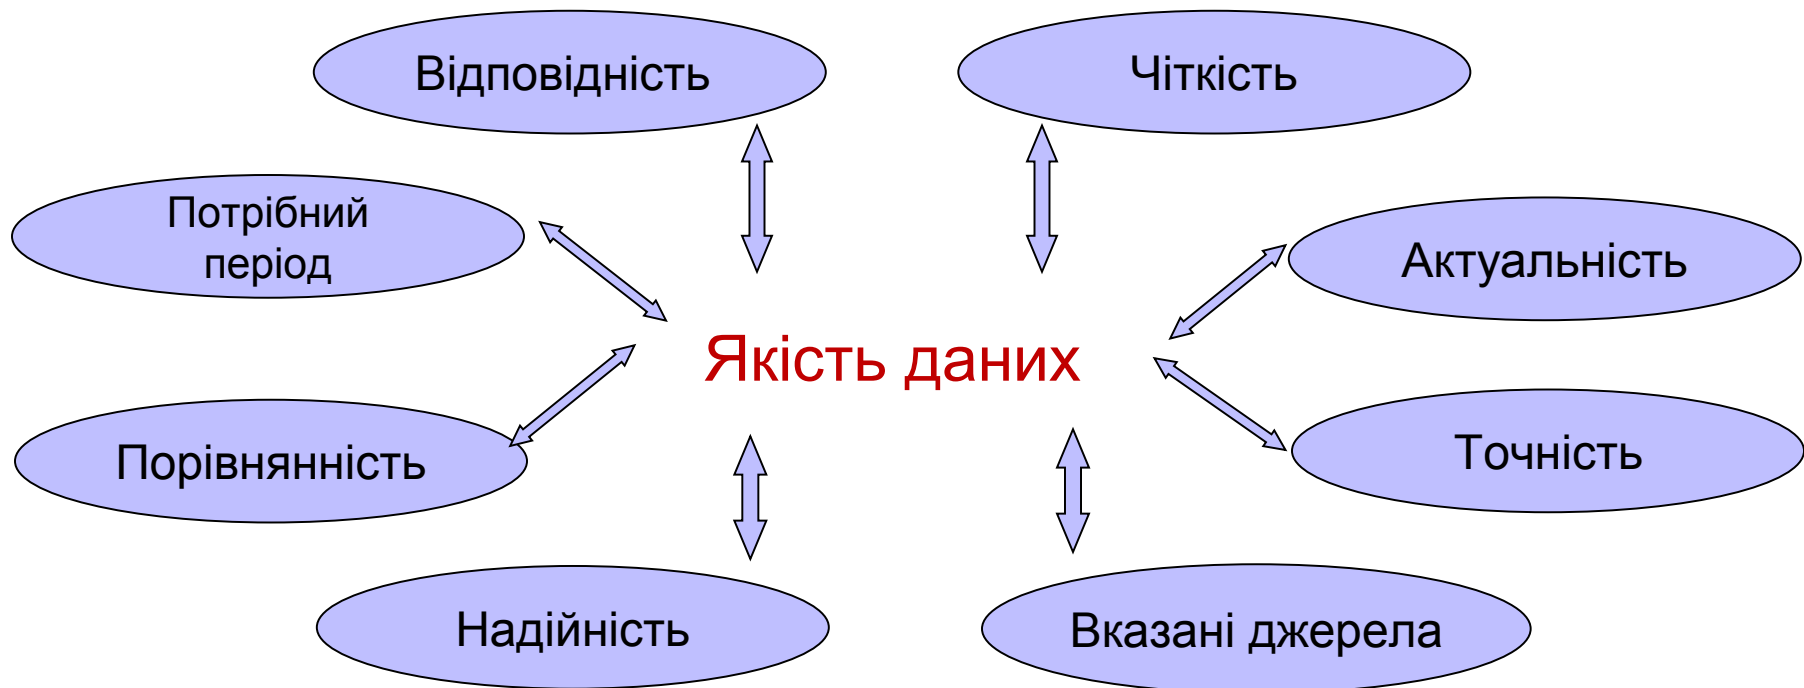 Відповідність
Чіткість
Потрібний
період
Актуальність
Якість даних
Порівнянність
Точність
Надійність
Вказані джерела